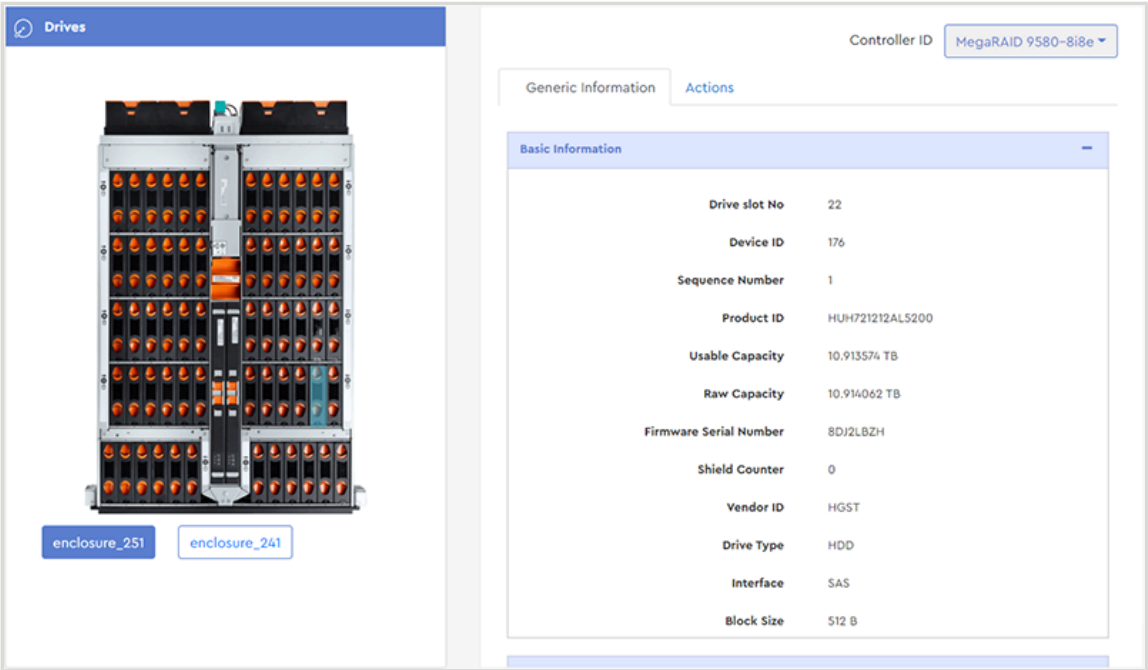 Drives
enclosure_251
enclosure_241
Controller ID MegaRAID 9580-8i8e
Generic Information Actions
Basic Information
Drive slot No 22
Device ID 176
Sequence Number 1
Product ID HUH721212AL5200
Usable Capacity 10.913574 TB
Raw Capacity 10.914062 TB
Firmware Serial Number 8DJ2LBZH
Shield Counter 0
Vendor ID HGST
Drive Type HDD
Interface SAS
Block Size 512 B